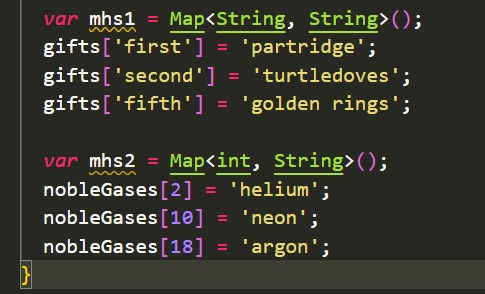 var mhs1 = Map<String, String>();
gifts['first'] = 'partridge';
gifts['second'] = 'turtledoves';
gifts['fifth'] = 'golden rings';
var mhs2 = Map<int, String>();
nobleGases[2] = 'helium';
nobleGases[10] = 'neon';
nobleGases[18] = 'argon';
}